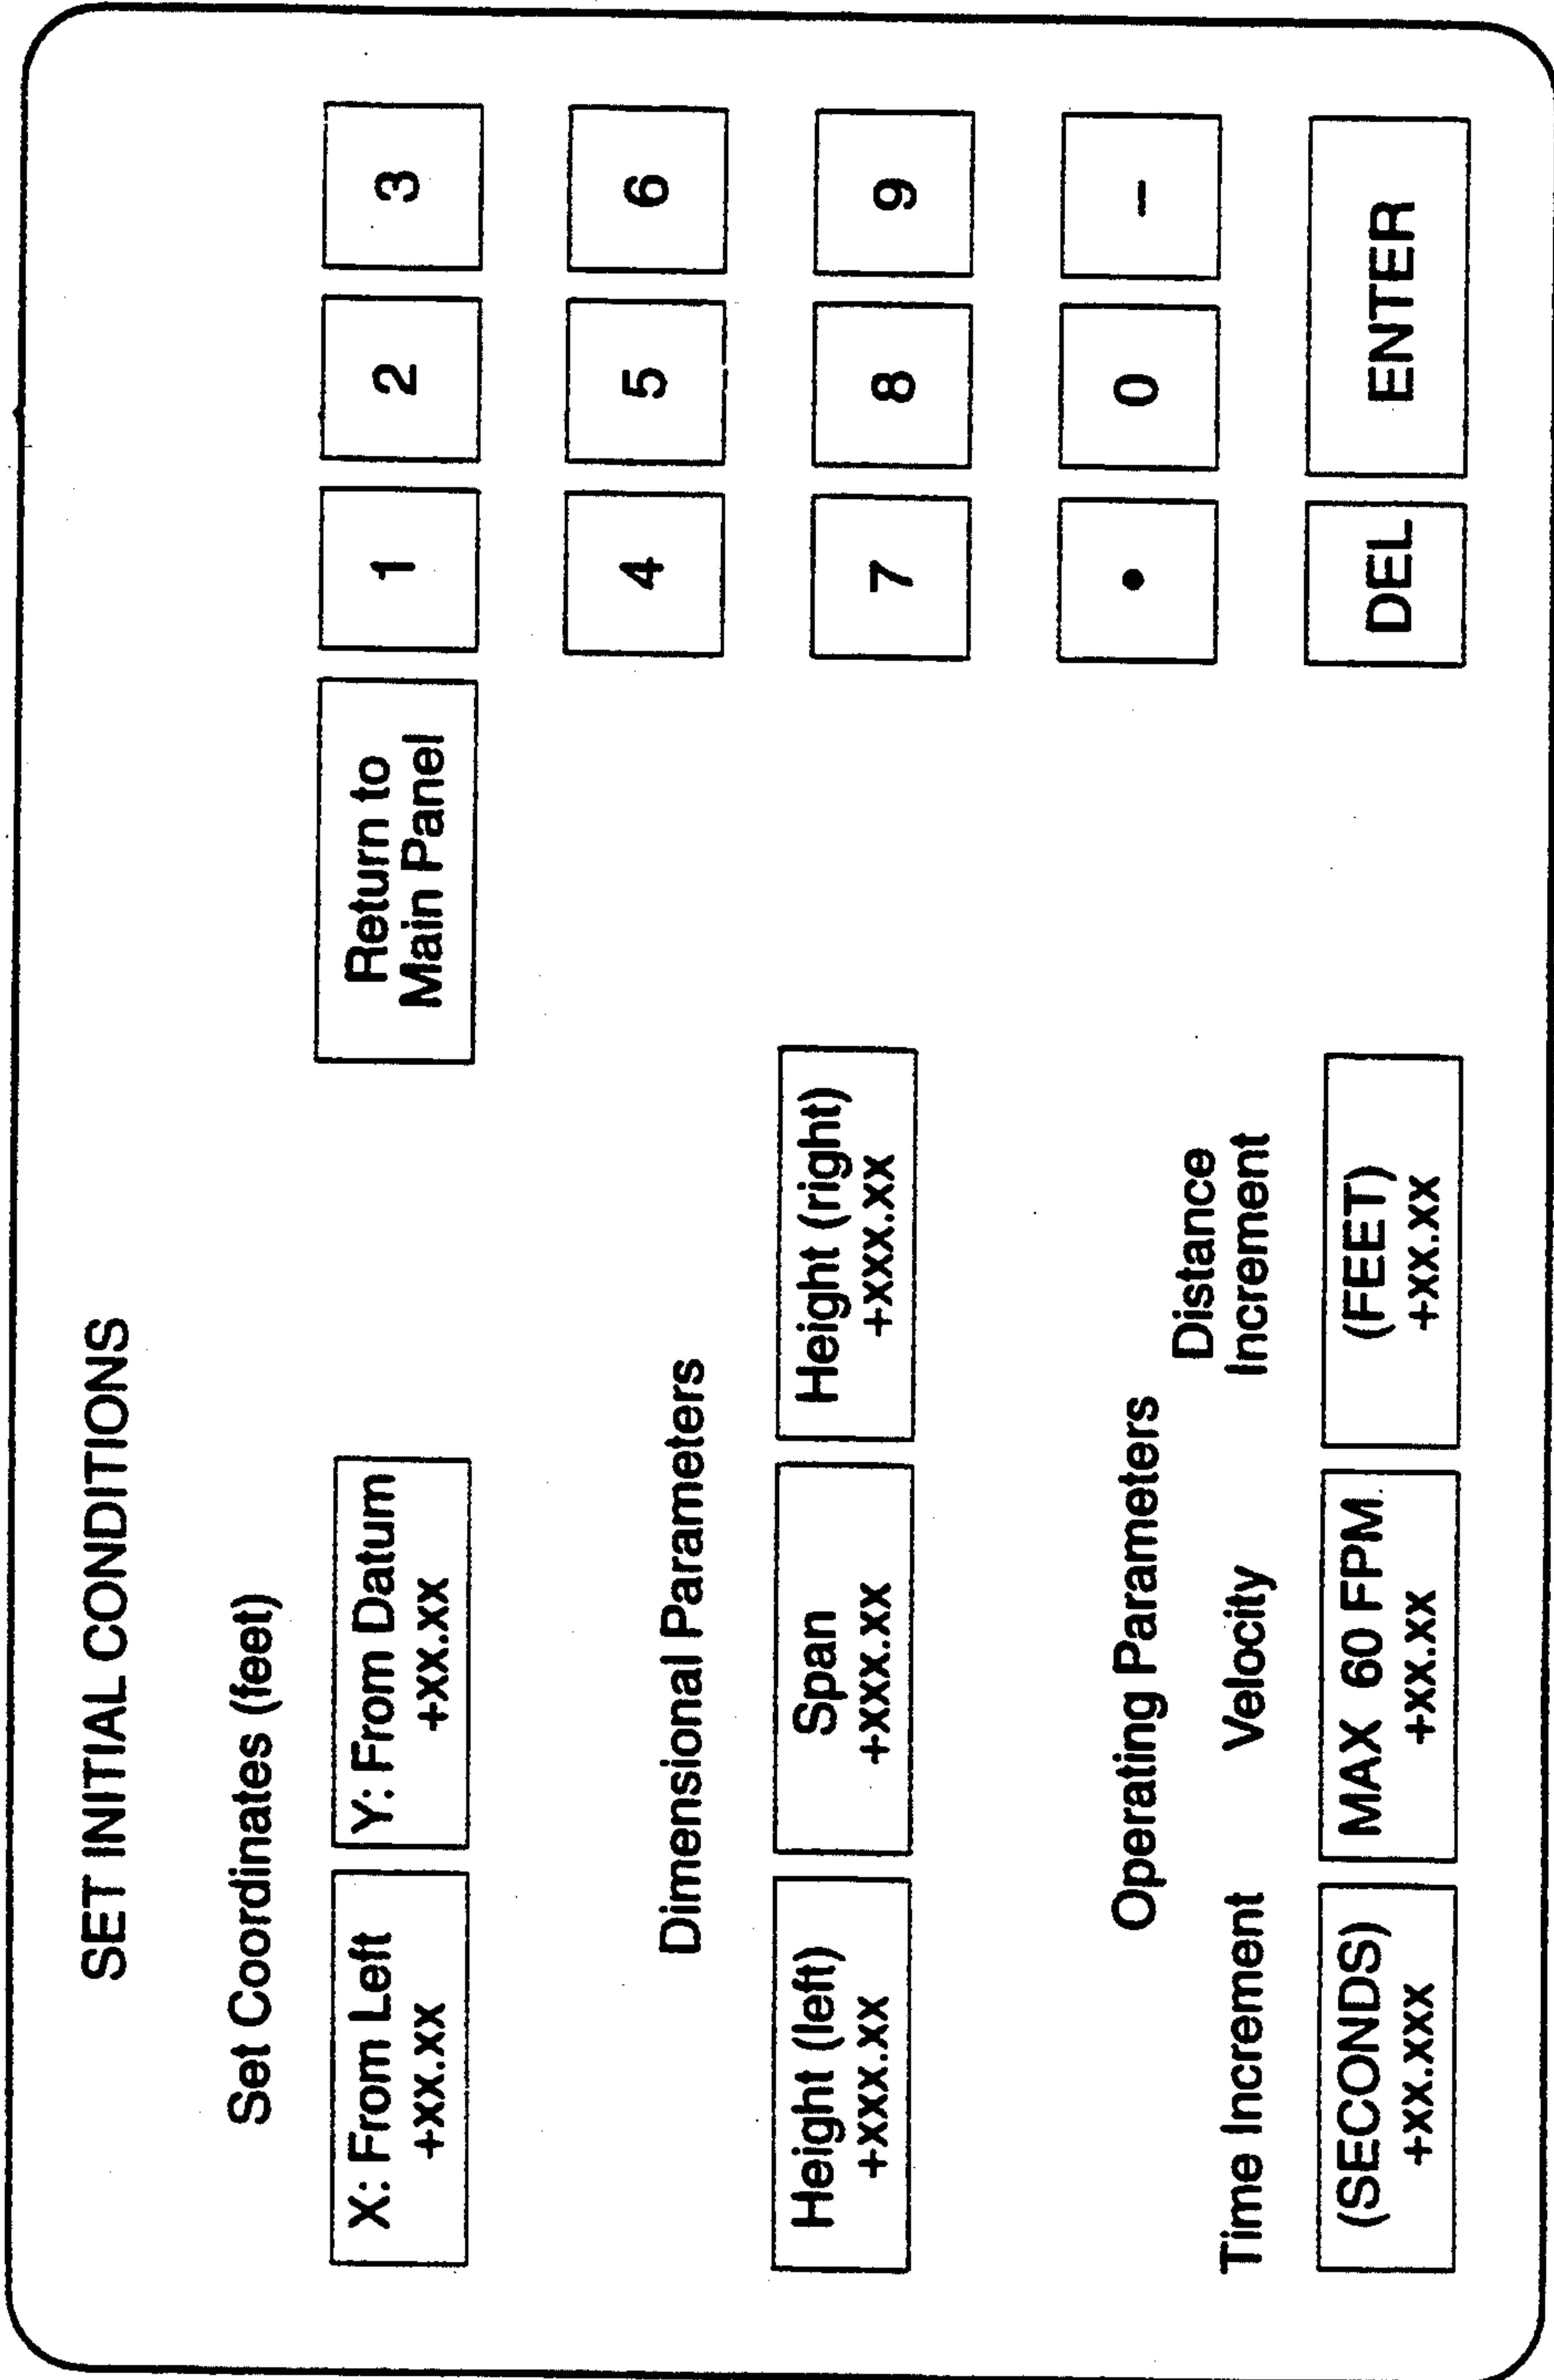 SET INITIAL CONDITIONS
Set Coordinates (feet)
X: From Left
+xx.xx
Y: From Datum
+xx.xx
Return to
Main Panel
Dimensional Parameters
Height (left)
+xxx.xx
Span
+xxx.xx
Height (right)
+xxx.xx
Operating Parameters
Time Increment
(SECONDS)
+xx.xxx
Velocity
MAX 60 FPM
+xx.xx
Distance
Increment
(FEET)
+xx.xx
1 2 3
4 5 6
7 8 9
• 0 –
DEL ENTER